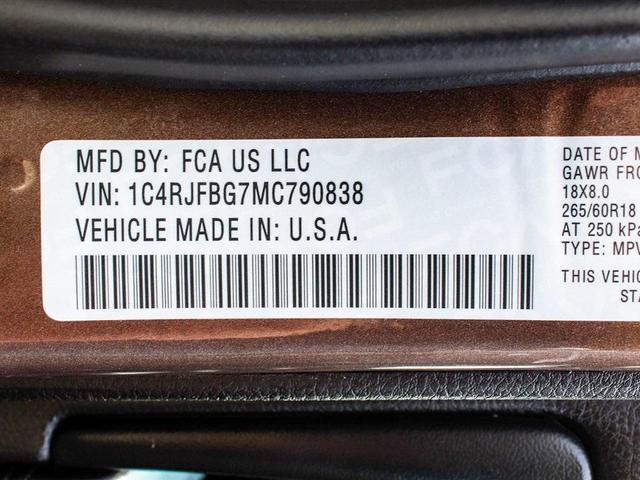 MFD BY: FCA US LLC
VIN: 1C4RJFBG7MC790838
VEHICLE MADE IN: U.S.A.
DATE OF M
GAWR FRO
18X8.0
265/60R18
AT 250 kPa
TYPE: MPV
THIS VEHIC
STA